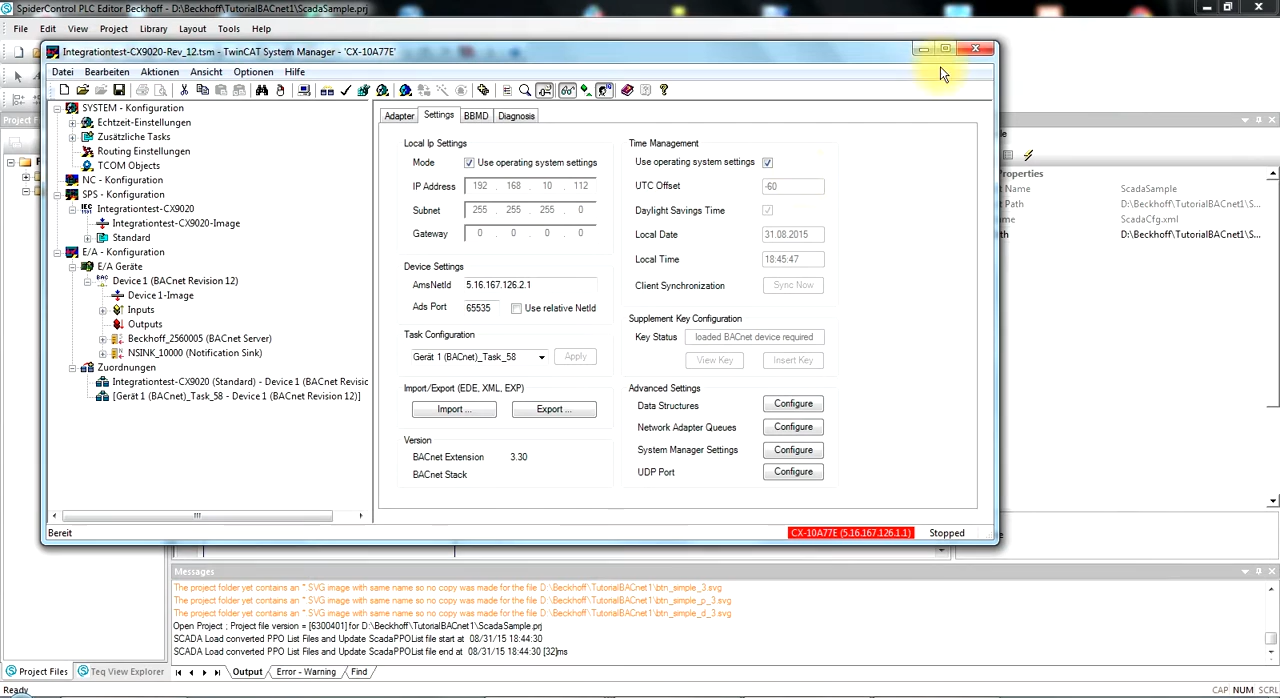 SpiderControl PLC Editor Beckhoff - D:\Beckhoff\TutorialBACnet1\ScadaSample.prj
File Edit View Project Library Layout Tools Help
Integrationtest-CX9020-Rev_12.tsm - TwinCAT System Manager - 'CX-10A77E'
Datei Bearbeiten Aktionen Ansicht Optionen Hilfe
SYSTEM - Konfiguration
Echtzeit-Einstellungen
Zusätzliche Tasks
Routing Einstellungen
TCOM Objects
NC - Konfiguration
SPS - Konfiguration
Integrationtest-CX9020
Integrationtest-CX9020-Image
Standard
E/A - Konfiguration
E/A Geräte
Device 1 (BACnet Revision 12)
Device 1-Image
Inputs
Outputs
Beckhoff_2560005 (BACnet Server)
NSINK_10000 (Notification Sink)
Zuordnungen
Integrationtest-CX9020 (Standard) - Device 1 (BACnet Revisic
[Gerät 1 (BACnet)_Task_58 - Device 1 (BACnet Revision 12)]
Adapter Settings BBMD Diagnosis
Local Ip Settings
Mode Use operating system settings
IP Address 192 . 168 . 10 . 112
Subnet 255 . 255 . 255 . 0
Gateway 0 . 0 . 0 . 0
Device Settings
AmsNetId 5.16.167.126.2.1
Ads Port 65535 Use relative NetId
Task Configuration
Gerät 1 (BACnet)_Task_58 Apply
Import/Export (EDE, XML, EXP)
Import ... Export ...
Version
BACnet Extension 3.30
BACnet Stack
Time Management
Use operating system settings
UTC Offset -60
Daylight Savings Time
Local Date 31.08.2015
Local Time 18:45:47
Client Synchronization Sync Now
Supplement Key Configuration
Key Status loaded BACnet device required
View Key Insert Key
Advanced Settings
Data Structures Configure
Network Adapter Queues Configure
System Manager Settings Configure
UDP Port Configure
Bereit CX-10A77E (5.16.167.126.1.1) Stopped
Properties
ScadaSample
D:\Beckhoff\TutorialBACnet1\S...
ScadaCfg.xml
D:\Beckhoff\TutorialBACnet1\S...
Messages
The project folder yet contains an * SVG image with same name so no copy was made for the file D:\Beckhoff\TutorialBACnet1\btn_simple_3.svg
The project folder yet contains an * SVG image with same name so no copy was made for the file D:\Beckhoff\TutorialBACnet1\btn_simple_p_3.svg
The project folder yet contains an * SVG image with same name so no copy was made for the file D:\Beckhoff\TutorialBACnet1\btn_simple_d_3.svg
Open Project ; Project file version = [6300401] for D:\Beckhoff\TutorialBACnet1\ScadaSample.prj
SCADA Load converted PPO List Files and Update ScadaPPOList file start at 08/31/15 18:44:30
SCADA Load converted PPO List Files and Update ScadaPPOList file end at 08/31/15 18:44:30 [32]ms
Project Files Teq View Explorer Output Error - Warning Find
Ready CAP NUM SCRL